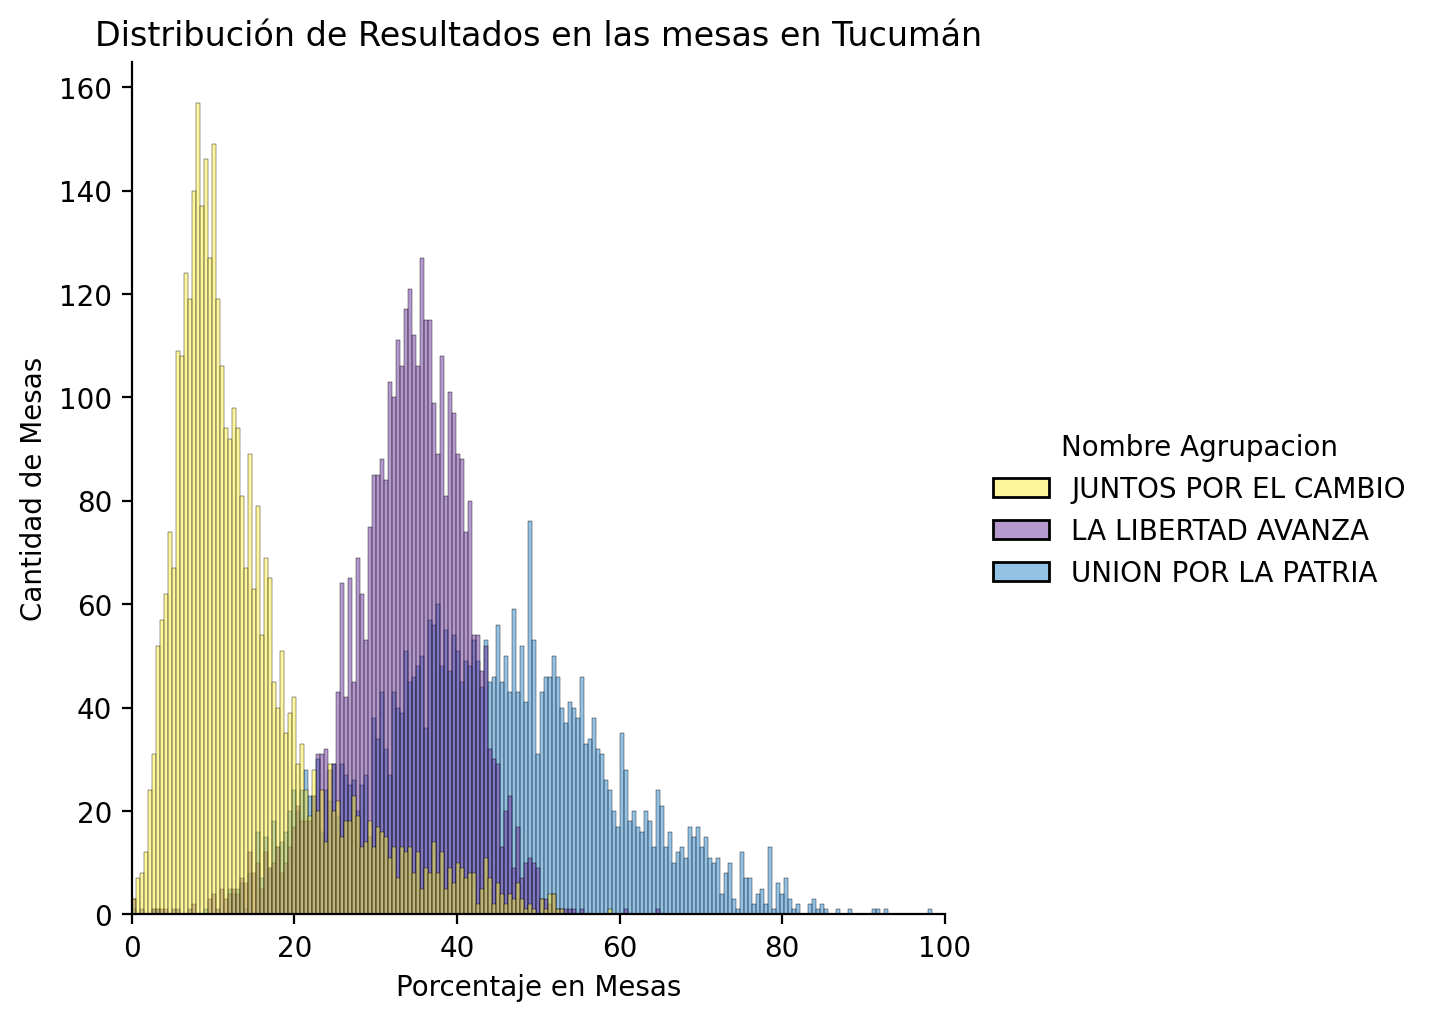 Distribución de Resultados en las mesas en Tucumán
160
140
120
100
80
60
40
20
0
Cantidad de Mesas
0 20 40 60 80 100
Porcentaje en Mesas
Nombre Agrupacion
JUNTOS POR EL CAMBIO
LA LIBERTAD AVANZA
UNION POR LA PATRIA